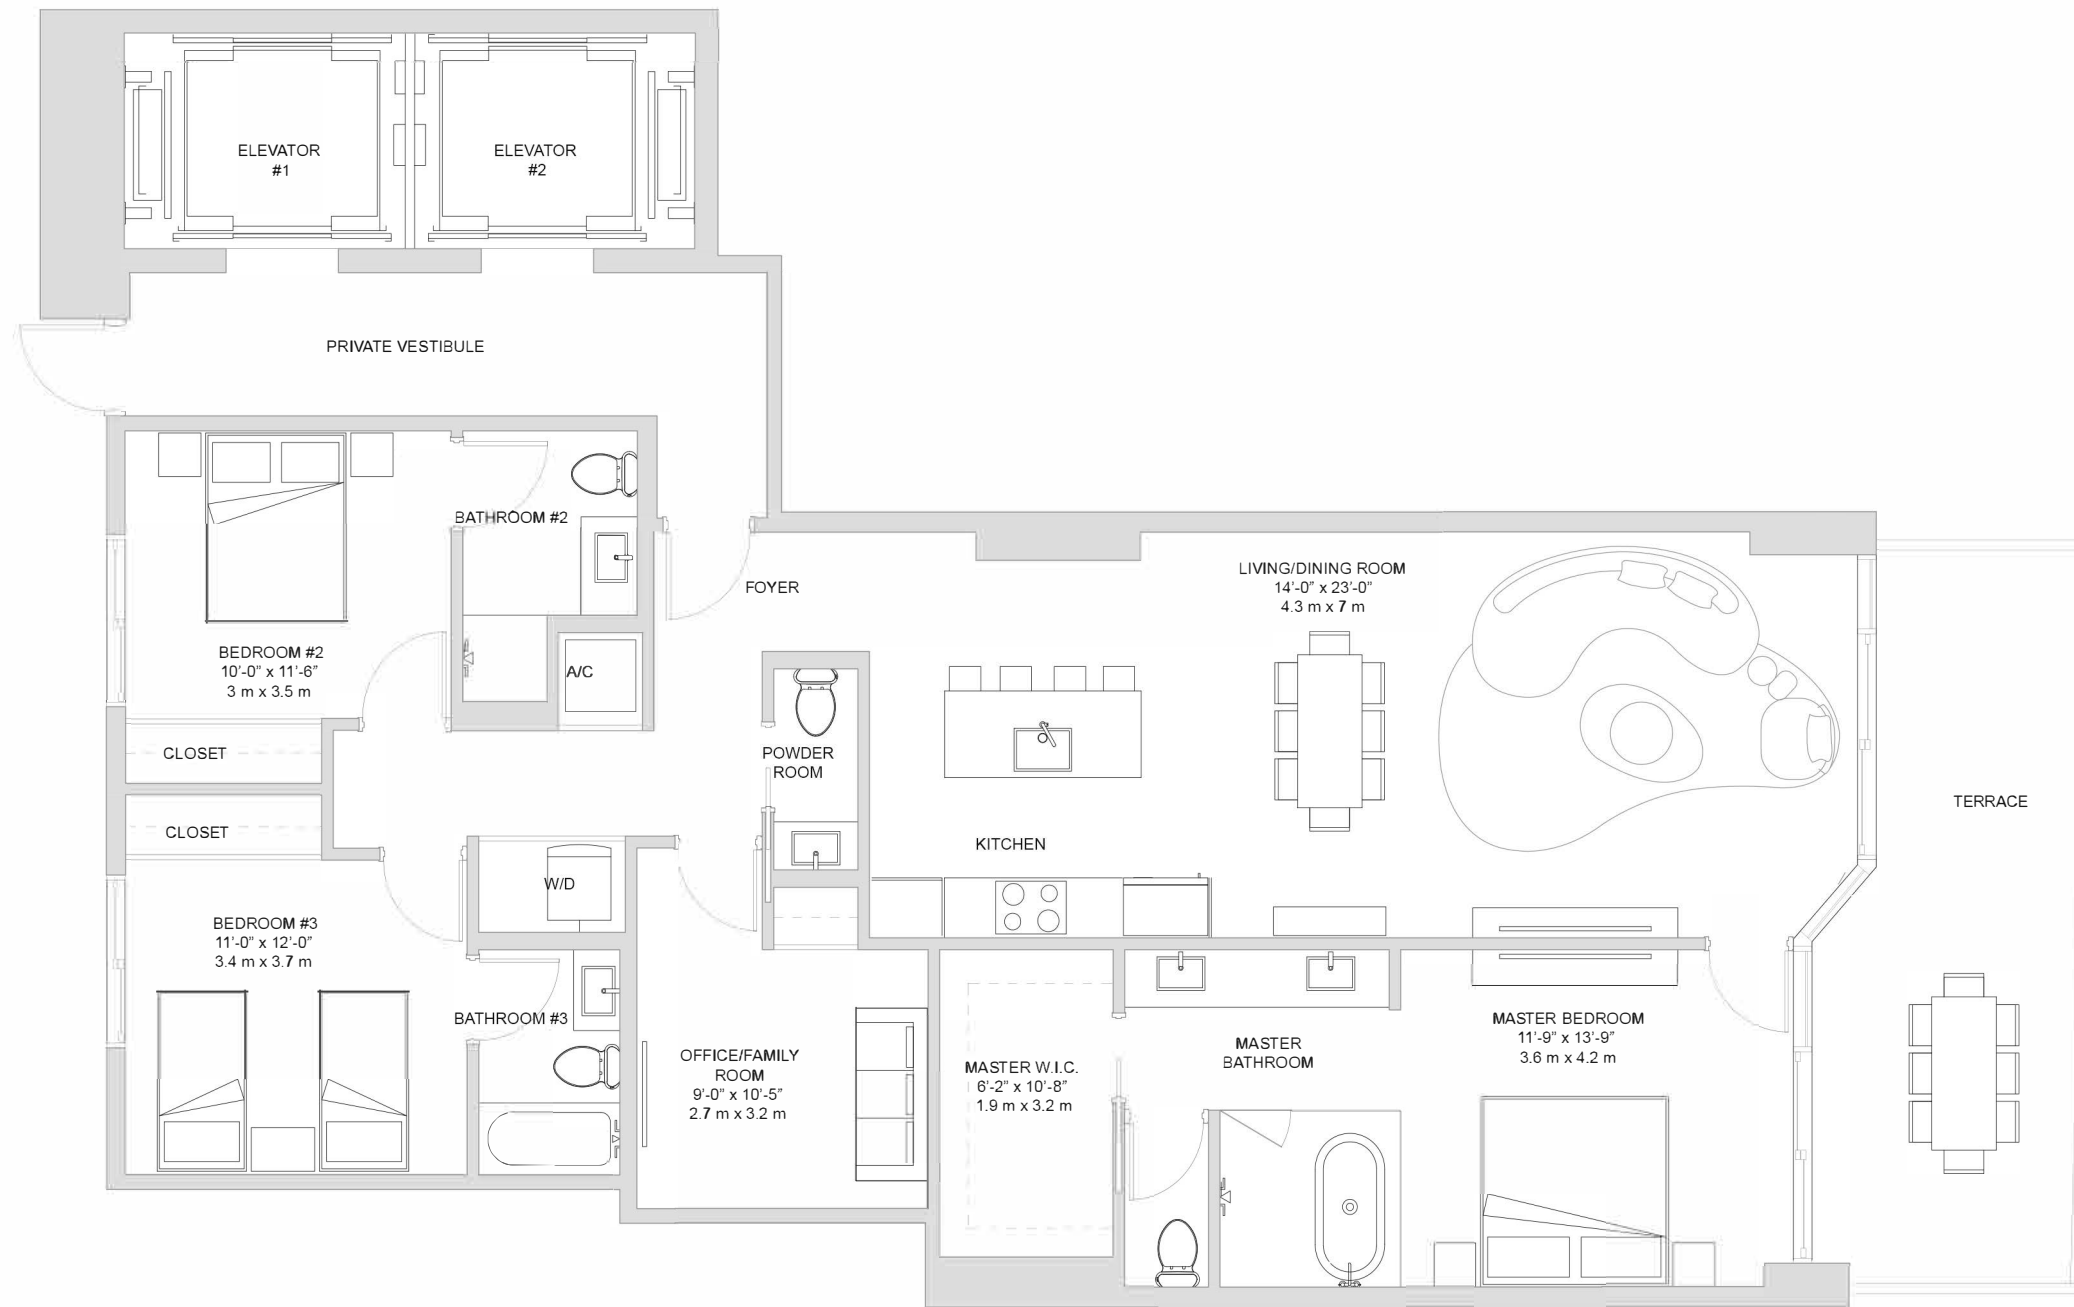 ELEVATOR
#1
ELEVATOR
#2
PRIVATE VESTIBULE
BATHROOM #2
FOYER
LIVING/DINING ROOM
14'-0" x 23'-0"
4.3 m x 7 m
BEDROOM #2
10'-0" x 11'-6"
3 m x 3.5 m
A/C
CLOSET
POWDER
ROOM
TERRACE
CLOSET
KITCHEN
W/D
BEDROOM #3
11'-0" x 12'-0"
3.4 m x 3.7 m
BATHROOM #3
OFFICE/FAMILY
ROOM
9'-0" x 10'-5"
2.7 m x 3.2 m
MASTER W.I.C.
6'-2" x 10'-8"
1.9 m x 3.2 m
MASTER
BATHROOM
MASTER BEDROOM
11'-9" x 13'-9"
3.6 m x 4.2 m